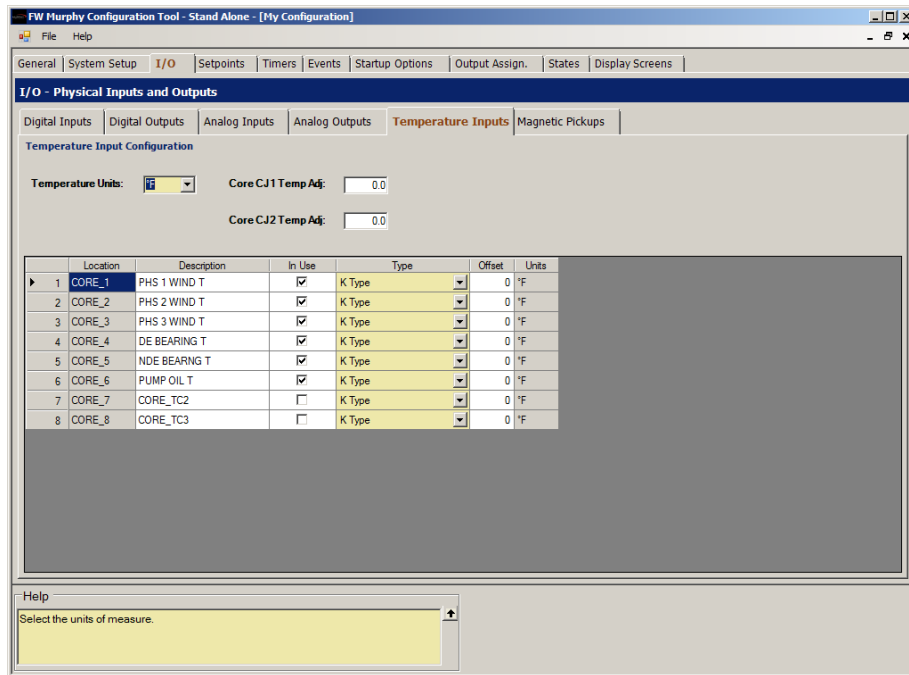 FW Murphy Configuration Tool - Stand Alone - [My Configuration]
File Help
General System Setup I/O Setpoints Timers Events Startup Options Output Assign. States Display Screens
I/O - Physical Inputs and Outputs
Digital Inputs Digital Outputs Analog Inputs Analog Outputs Temperature Inputs Magnetic Pickups
Temperature Input Configuration
Temperature Units: °F Core CJ1 Temp Adj: 0.0
Core CJ2 Temp Adj: 0.0
Location Description In Use Type Offset Units
1 CORE_1 PHS 1 WIND T K Type 0 °F
2 CORE_2 PHS 2 WIND T K Type 0 °F
3 CORE_3 PHS 3 WIND T K Type 0 °F
4 CORE_4 DE BEARING T K Type 0 °F
5 CORE_5 NDE BEARNG T K Type 0 °F
6 CORE_6 PUMP OIL T K Type 0 °F
7 CORE_7 CORE_TC2 K Type 0 °F
8 CORE_8 CORE_TC3 K Type 0 °F
Help
Select the units of measure.